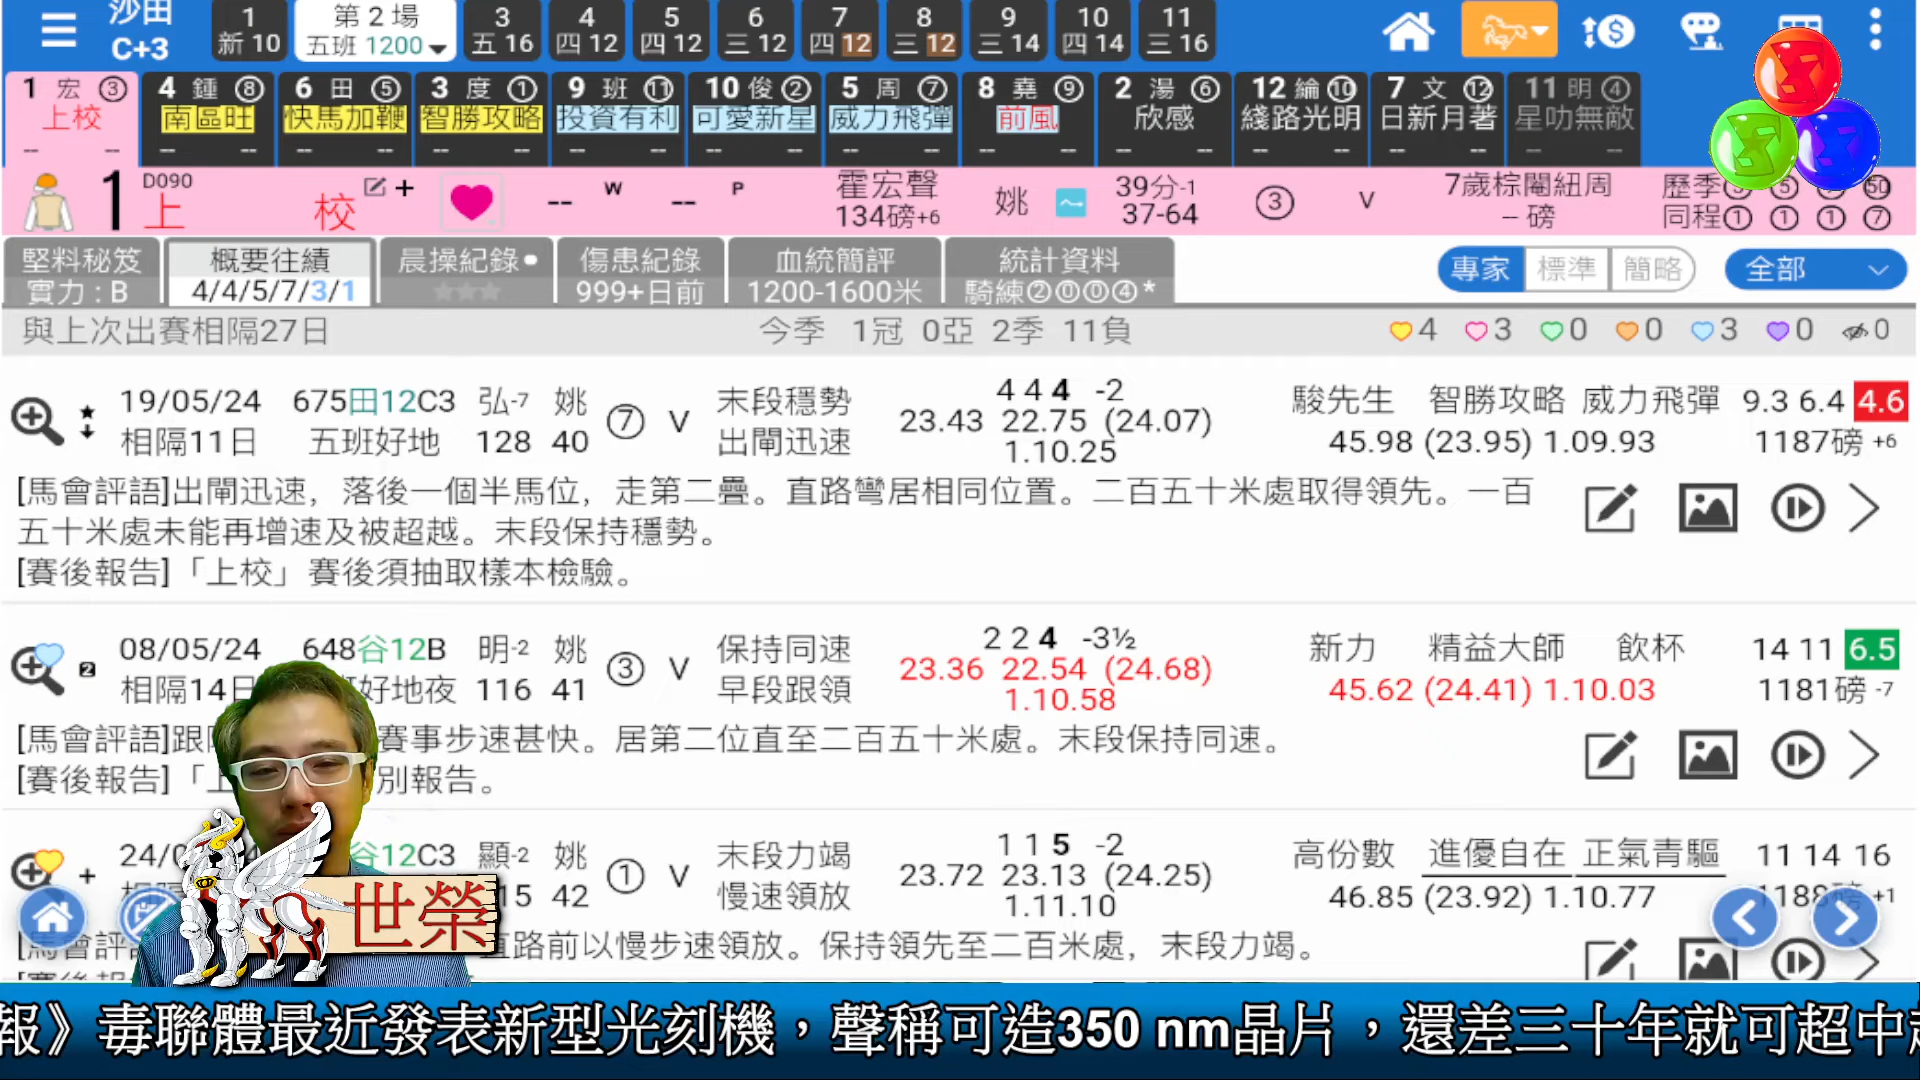 沙田
C+3
1
新 10
第 2 場
五班 1200
3
五 16
4
四 12
5
四 12
6
三 12
7
四 12
8
三 12
9
三 14
10
四 14
11
三 16
1 宏 ③
上校
-- --
4 鍾 ⑧
南區旺
-- --
6 田 ⑤
快馬加鞭
-- --
3 度 ①
智勝攻略
-- --
9 班 ⑪
投資有利
-- --
10 俊 ②
可愛新星
-- --
5 周 ⑦
威力飛彈
-- --
8 堯 ⑨
前風
-- --
2 湯 ⑥
欣感
-- --
12 綸 ⑩
綫路光明
-- --
7 文 ⑫
日新月著
-- --
11 明 ④
星叻無敵
-- --
1
D090
上 校
-- W -- P
霍宏聲
134磅+6
姚
39分-1
37-64
③
V
7歲棕閹紐周
– 磅
歷季
同程① ① ① ⑦
堅料秘笈
實力 : B
概要往績
4/4/5/7/3/1
晨操紀錄●
★★★
傷患紀錄
999+日前
血統簡評
1200-1600米
統計資料
騎練②⓪⓪④*
專家
標準
簡略
全部
與上次出賽相隔27日
今季 1冠 0亞 2季 11負
4 3 0 0 3 0 0
19/05/24 675田12C3 弘-7 姚 ⑦ V 末段穩勢 4 4 4 -2 駿先生 智勝攻略 威力飛彈 9.3 6.4 4.6
相隔11日 五班好地 128 40 出閘迅速 23.43 22.75 (24.07) 1.10.25 45.98 (23.95) 1.09.93 1187磅 +6
[馬會評語]出閘迅速，落後一個半馬位，走第二疊。直路彎居相同位置。二百五十米處取得領先。一百
五十米處未能再增速及被超越。末段保持穩勢。
[賽後報告]「上校」賽後須抽取樣本檢驗。
08/05/24 648谷12B 明-2 姚 ③ V 保持同速 2 2 4 -3½ 新力 精益大師 飲杯 14 11 6.5
相隔14日 好地夜 116 41 早段跟領 23.36 22.54 (24.68) 1.10.58 45.62 (24.41) 1.10.03 1181磅 -7
[馬會評語]跟 賽事步速甚快。居第二位直至二百五十米處。末段保持同速。
[賽後報告]「上 別報告。
24/0 谷12C3 顯-2 姚 ① V 末段力竭 1 1 5 -2 高份數 進優自在 正氣青驅 11 14 16
15 42 慢速領放 23.72 23.13 (24.25) 1.11.10 46.85 (23.92) 1.10.77 1188磅 +1
直路前以慢步速領放。保持領先至二百米處，末段力竭。
世榮
報》毒聯體最近發表新型光刻機，聲稱可造350 nm晶片，還差三十年就可超中